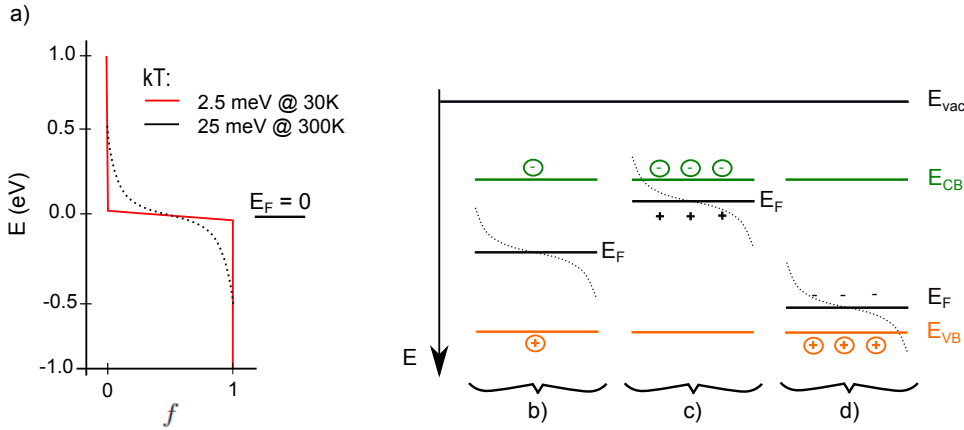 a)
1.0
0.5
0.0
-0.5
-1.0
E (eV)
0 1
f
kT:
2.5 meV @ 30K
25 meV @ 300K
E_F = 0
E
E_vac
E_CB
E_F
E_F
E_F
E_VB
-
- - -
+ + +
- - -
+
+ + +
b) c) d)